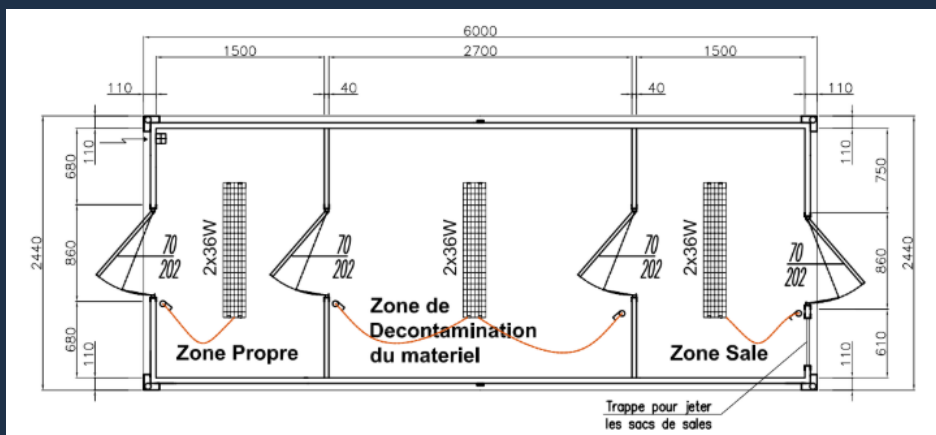 6000
1500
2700
1500
110
40
40
110
110
680
860
680
110
2440
110
750
860
610
110
2440
2x36W
2x36W
2x36W
70
202
70
202
70
202
70
202
Zone Propre
Zone de
Decontamination
du materiel
Zone Sale
Trappe pour jeter
les sacs de sales